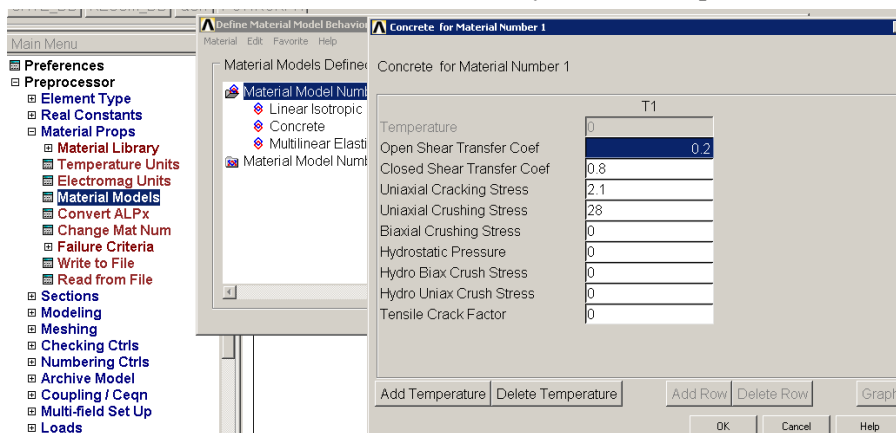 Define Material Model Behavior
Concrete for Material Number 1
Main Menu
Material Edit Favorite Help
Preferences
Preprocessor
Element Type
Real Constants
Material Props
Material Library
Temperature Units
Electromag Units
Material Models
Convert ALPx
Change Mat Num
Failure Criteria
Write to File
Read from File
Sections
Modeling
Meshing
Checking Ctrls
Numbering Ctrls
Archive Model
Coupling / Ceqn
Multi-field Set Up
Loads
Material Models Define
Material Model Numb
Linear Isotropic
Concrete
Multilinear Elasti
Material Model Numb
Concrete for Material Number 1
T1
Temperature 0
Open Shear Transfer Coef 0.2
Closed Shear Transfer Coef 0.8
Uniaxial Cracking Stress 2.1
Uniaxial Crushing Stress 28
Biaxial Crushing Stress 0
Hydrostatic Pressure 0
Hydro Biax Crush Stress 0
Hydro Uniax Crush Stress 0
Tensile Crack Factor 0
Add Temperature Delete Temperature Add Row Delete Row Graph
OK Cancel Help